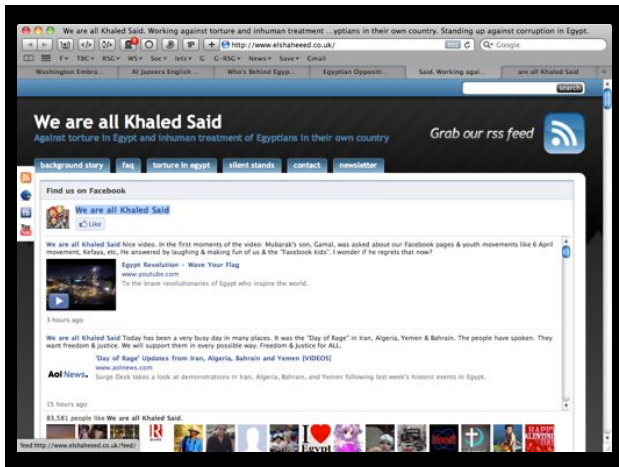 We are all Khaled Said. Working against torture and inhuman treatment ...yptians in their own country. Standing up against corruption in Egypt.
http://www.elshaheeed.co.uk/
Google
News Save Gmail
Washington Embra... Al Jazeera English ... Who's Behind Egyp... Egyptian Oppositi... Said. Working agai... are all Khaled Said
search
We are all Khaled Said
Against torture in Egypt and inhuman treatment of Egyptians in their own country
Grab our rss feed
background story faq torture in egypt silent stands contact newsletter
Find us on Facebook
We are all Khaled Said
Like
We are all Khaled Said Nice video. In the first moments of the video: Mubarak's son, Gamal, was asked about our Facebook pages & youth movements like 6 April
movement, Kefaya, etc, He answered by laughing & making fun of us & the "Facebook kids". I wonder if he regrets that now?
Egypt Revolution - Wave Your Flag
www.youtube.com
To the brave revolutionaries of Egypt who inspire the world.
3 hours ago
We are all Khaled Said Today has been a very busy day in many places. It was the "Day of Rage" in Iran, Algeria, Yemen & Bahrain. The people have spoken. They
want freedom & justice. We will support them in every possible way. Freedom & Justice for ALL.
'Day of Rage' Updates from Iran, Algeria, Bahrain and Yemen [VIDEOS]
www.aolnews.com
Aol News.
Surge Desk takes a look at demonstrations in Iran, Algeria, Bahrain, and Yemen following last week's historic events in Egypt.
15 hours ago
83,581 people like We are all Khaled Said.
I
Egypt
HAPPY
feed http://www.elshaheeed.co.uk/feed/